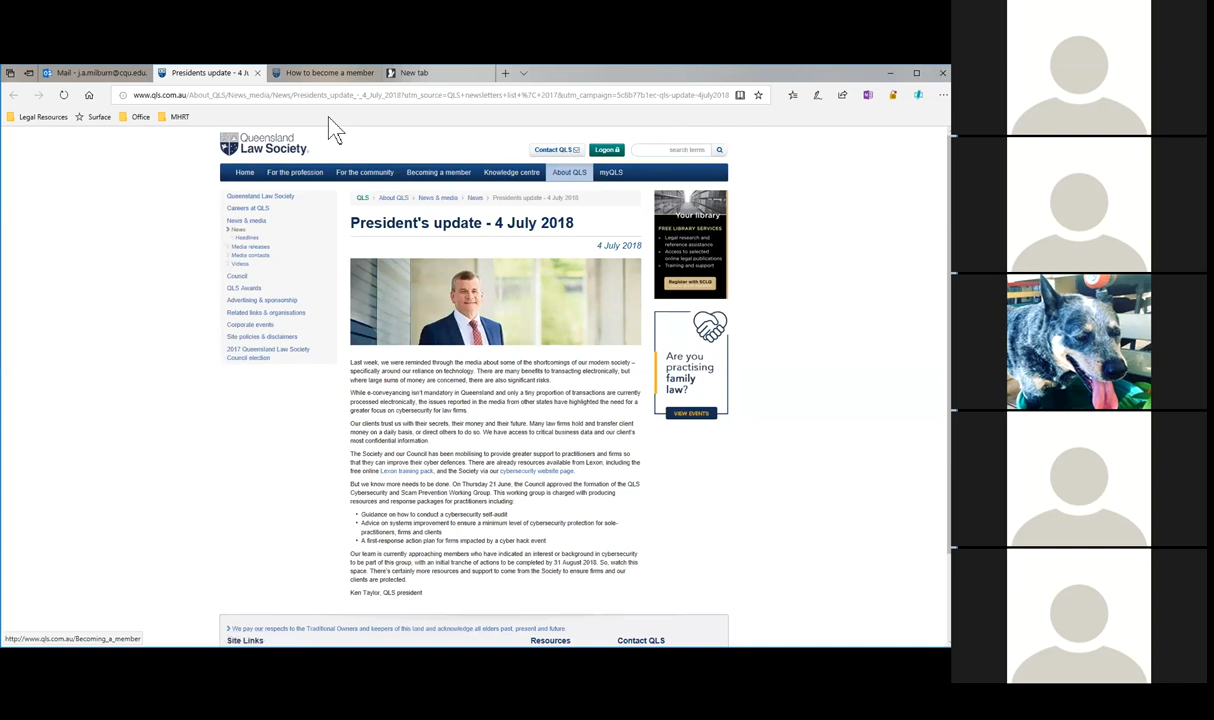 Mail - j.a.milburn@cqu.edu.
Presidents update - 4 Ju
How to become a member
New tab
www.qls.com.au/About_QLS/News_media/News/Presidents_update_-_4_July_2018?utm_source=QLS+newsletters+list+%7C+2017&utm_campaign=5c8b77b1ec-qls-update-4july2018
Legal Resources
Surface
Office
MHRT
Queensland
Law Society
Contact QLS
Logon
search terms
Home
For the profession
For the community
Becoming a member
Knowledge centre
About QLS
myQLS
Queensland Law Society
Careers at QLS
News & media
News
Headlines
Media releases
Media contacts
Videos
Council
QLS Awards
Advertising & sponsorship
Related links & organisations
Corporate events
Site policies & disclaimers
2017 Queensland Law Society
Council election
QLS › About QLS › News & media › News › Presidents update - 4 July 2018
President's update - 4 July 2018
4 July 2018
Last week, we were reminded through the media about some of the shortcomings of our modern society –
specifically around our reliance on technology. There are many benefits to transacting electronically, but
where large sums of money are concerned, there are also significant risks.
While e-conveyancing isn't mandatory in Queensland and only a tiny proportion of transactions are currently
processed electronically, the issues reported in the media from other states have highlighted the need for a
greater focus on cybersecurity for law firms.
Our clients trust us with their secrets, their money and their future. Many law firms hold and transfer client
money on a daily basis, or direct others to do so. We have access to critical business data and our client's
most confidential information.
The Society and our Council has been mobilising to provide greater support to practitioners and firms so
that they can improve their cyber defences. There are already resources available from Lexon, including the
free online Lexon training pack, and the Society via our cybersecurity website page.
But we know more needs to be done. On Thursday 21 June, the Council approved the formation of the QLS
Cybersecurity and Scam Prevention Working Group. This working group is charged with producing
resources and response packages for practitioners including:
• Guidance on how to conduct a cybersecurity self-audit
• Advice on systems improvement to ensure a minimum level of cybersecurity protection for sole-
practitioners, firms and clients
• A first-response action plan for firms impacted by a cyber hack event
Our team is currently approaching members who have indicated an interest or background in cybersecurity
to be part of this group, with an initial tranche of actions to be completed by 31 August 2018. So, watch this
space. There's certainly more resources and support to come from the Society to ensure firms and our
clients are protected.
Ken Taylor, QLS president
Your library
FREE LIBRARY SERVICES
• Legal research and
reference assistance
• Access to selected
online legal publications
• Training and support
Register with SCLQ
Are you
practising
family
law?
VIEW EVENTS
We pay our respects to the Traditional Owners and keepers of this land and acknowledge all elders past, present and future.
Site Links
Resources
Contact QLS
http://www.qls.com.au/Becoming_a_member